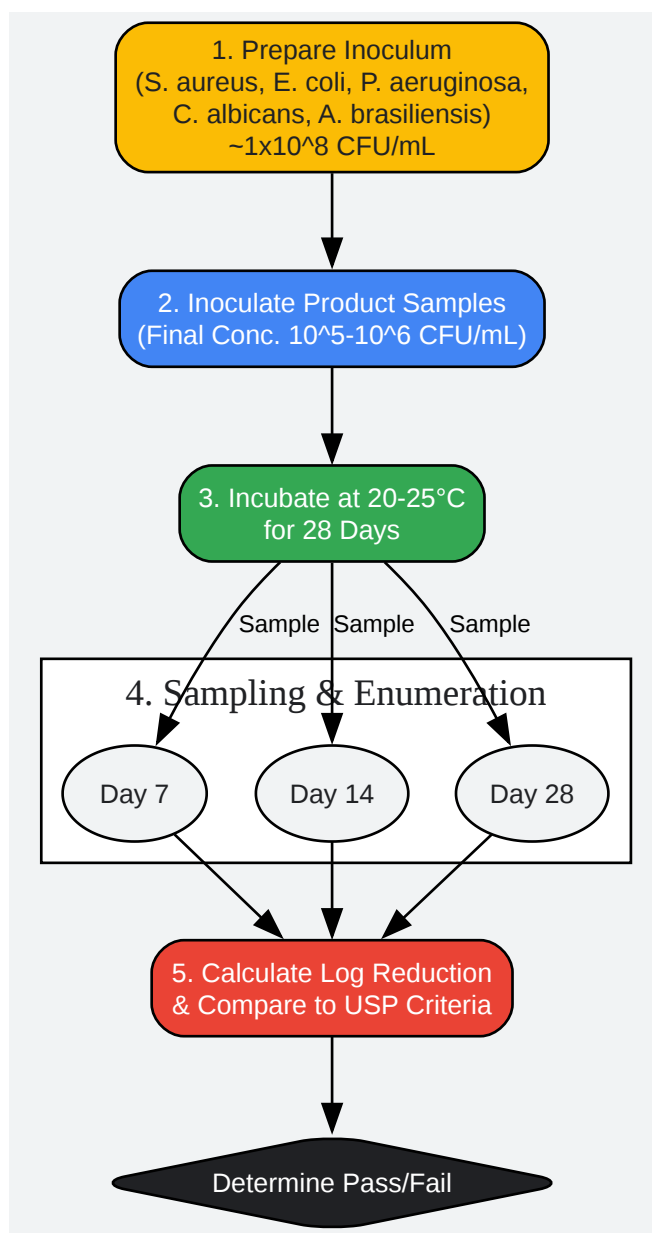 1. Prepare Inoculum
(S. aureus, E. coli, P. aeruginosa,
C. albicans, A. brasiliensis)
~1x10^8 CFU/mL
2. Inoculate Product Samples
(Final Conc. 10^5-10^6 CFU/mL)
3. Incubate at 20-25°C
for 28 Days
Sample
Sample
Sample
4. Sampling & Enumeration
Day 7
Day 14
Day 28
5. Calculate Log Reduction
& Compare to USP Criteria
Determine Pass/Fail